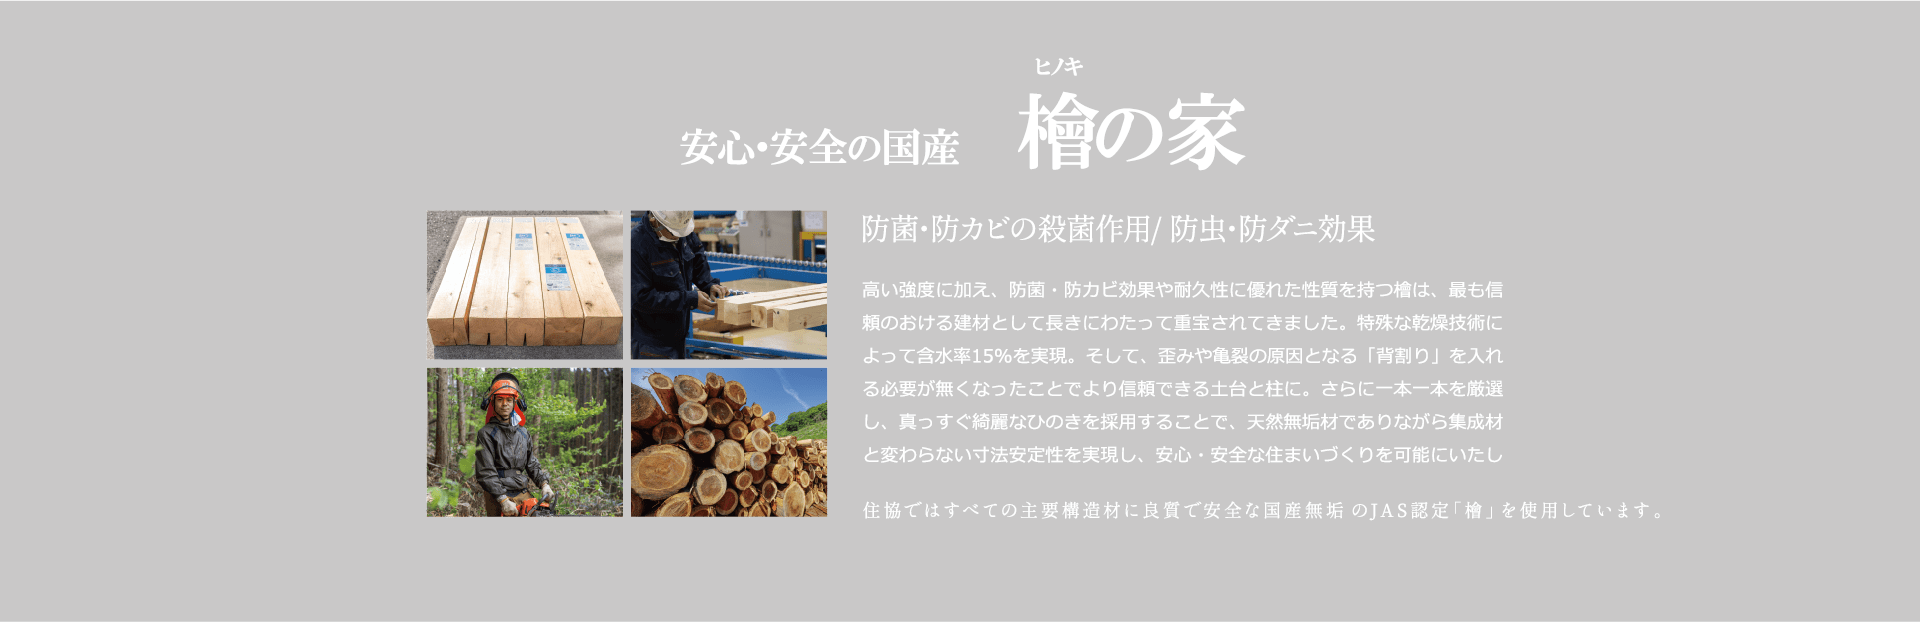 ヒノキ
安心・安全の国産 檜の家
防菌・防カビの殺菌作用/ 防虫・防ダニ効果
高い強度に加え、防菌・防カビ効果や耐久性に優れた性質を持つ檜は、最も信
頼のおける建材として長きにわたって重宝されてきました。特殊な乾燥技術に
よって含水率15%を実現。そして、歪みや亀裂の原因となる「背割り」を入れ
る必要が無くなったことでより信頼できる土台と柱に。さらに一本一本を厳選
し、真っすぐ綺麗なひのきを採用することで、天然無垢材でありながら集成材
と変わらない寸法安定性を実現し、安心・安全な住まいづくりを可能にいたし
住協ではすべての主要構造材に良質で安全な国産無垢 のJAS認定「檜」を使用しています。